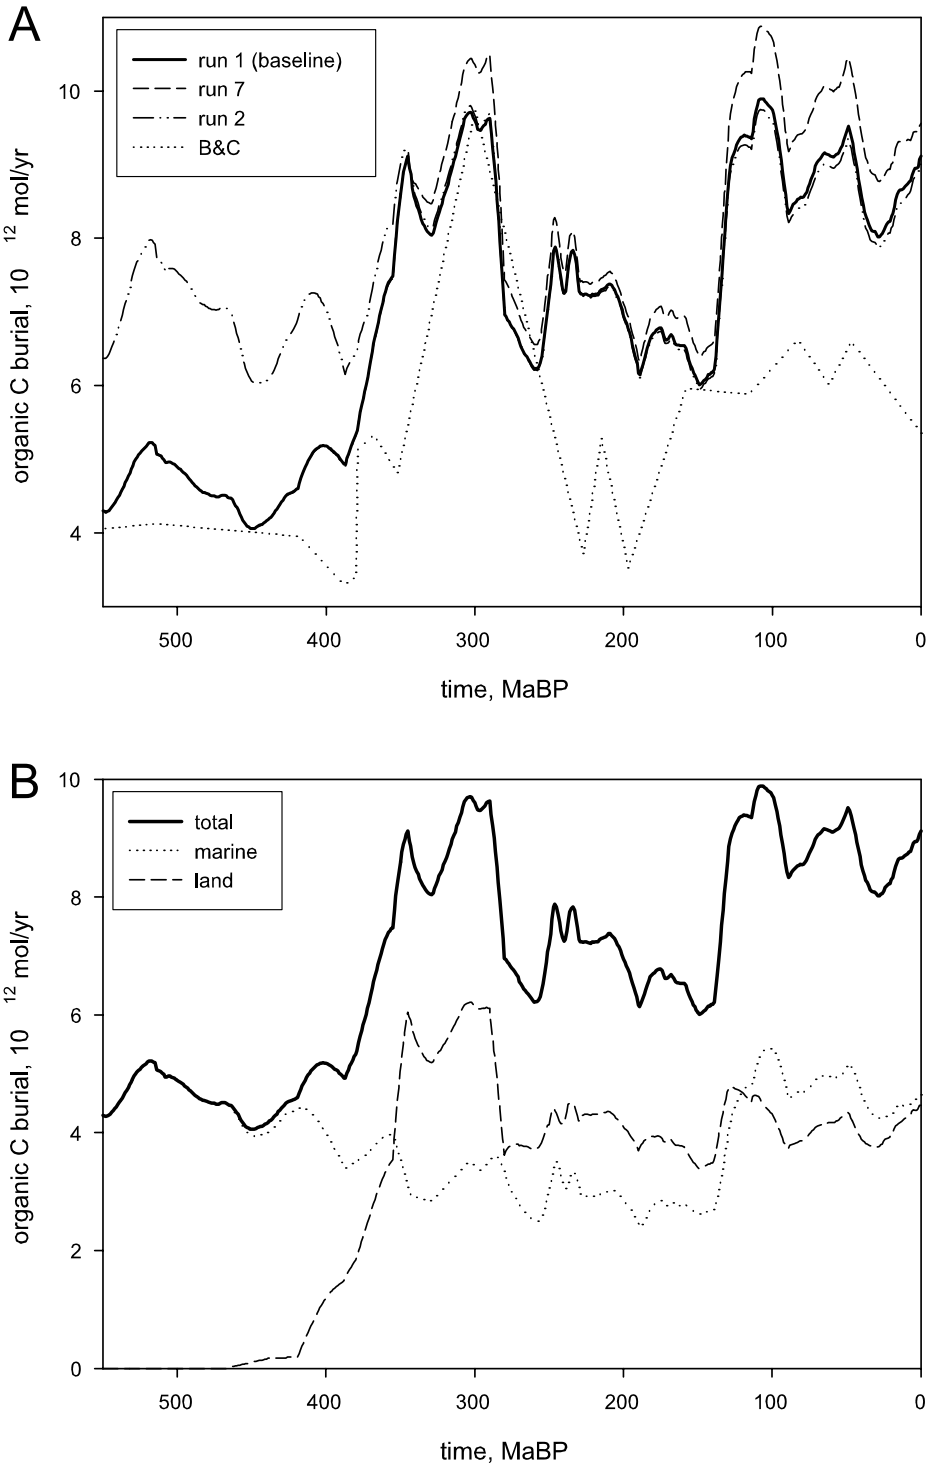 A
run 1 (baseline)
run 7
run 2
B&C
10
8
6
4
organic C burial, 10 12 mol/yr
500 400 300 200 100 0
time, MaBP
B
total
marine
land
10
8
6
4
2
0
organic C burial, 10 12 mol/yr
500 400 300 200 100 0
time, MaBP